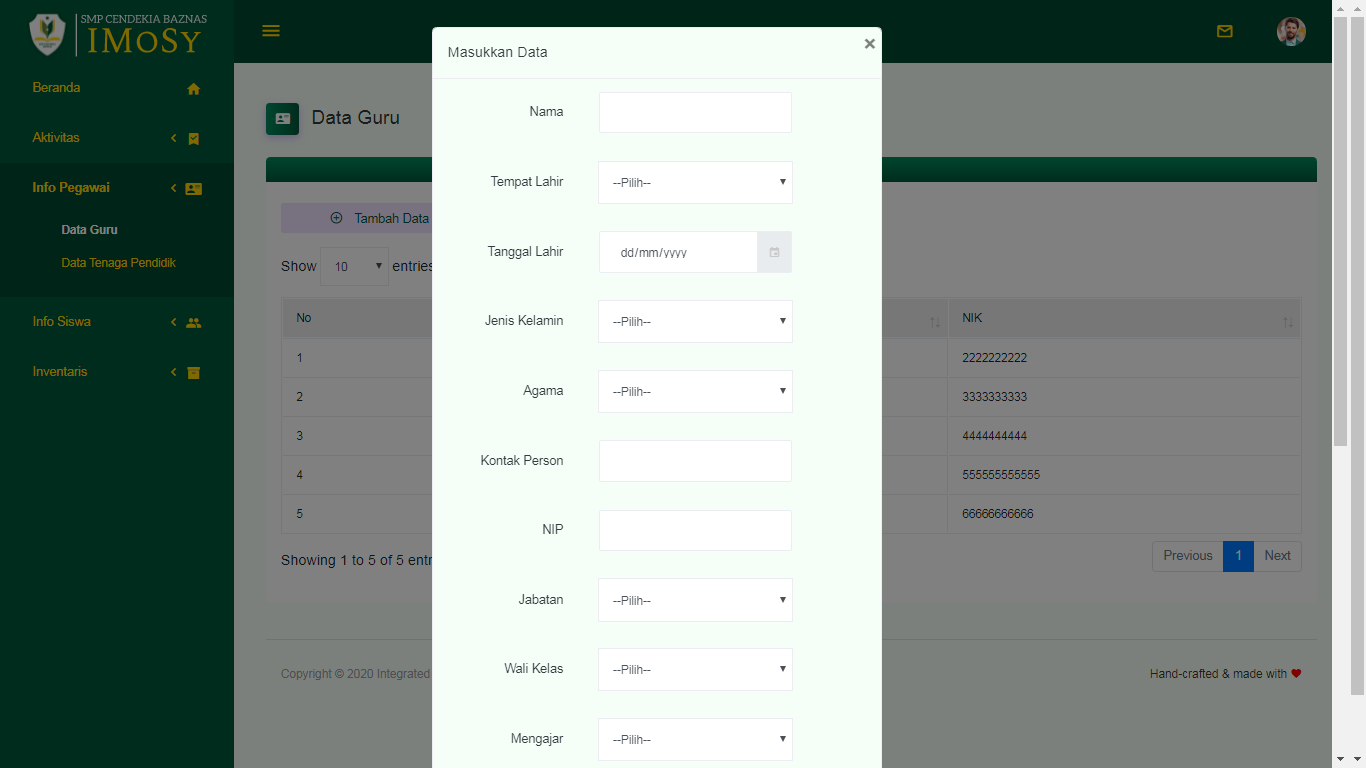 SMP CENDEKIA BAZNAS
IMoSy
Beranda
Aktivitas
Info Pegawai
Data Guru
Data Tenaga Pendidik
Info Siswa
Inventaris
Data Guru
Tambah Data
Show 10 entries
No
NIK
1
2222222222
2
3333333333
3
4444444444
4
555555555555
5
66666666666
Showing 1 to 5 of 5 entr
Previous 1 Next
Copyright © 2020 Integrated
Hand-crafted & made with
Masukkan Data
×
Nama
Tempat Lahir --Pilih--
Tanggal Lahir dd/mm/yyyy
Jenis Kelamin --Pilih--
Agama --Pilih--
Kontak Person
NIP
Jabatan --Pilih--
Wali Kelas --Pilih--
Mengajar --Pilih--